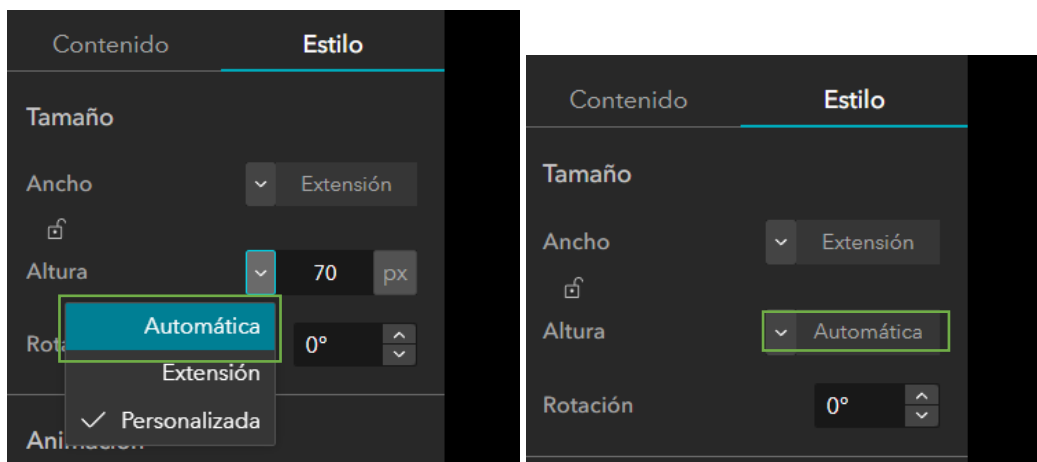 Contenido Estilo
Tamaño
Ancho Extensión
Altura 70 px
Automática
Rota 0°
Extensión
Personalizada
Contenido Estilo
Tamaño
Ancho Extensión
Altura Automática
Rotación 0°